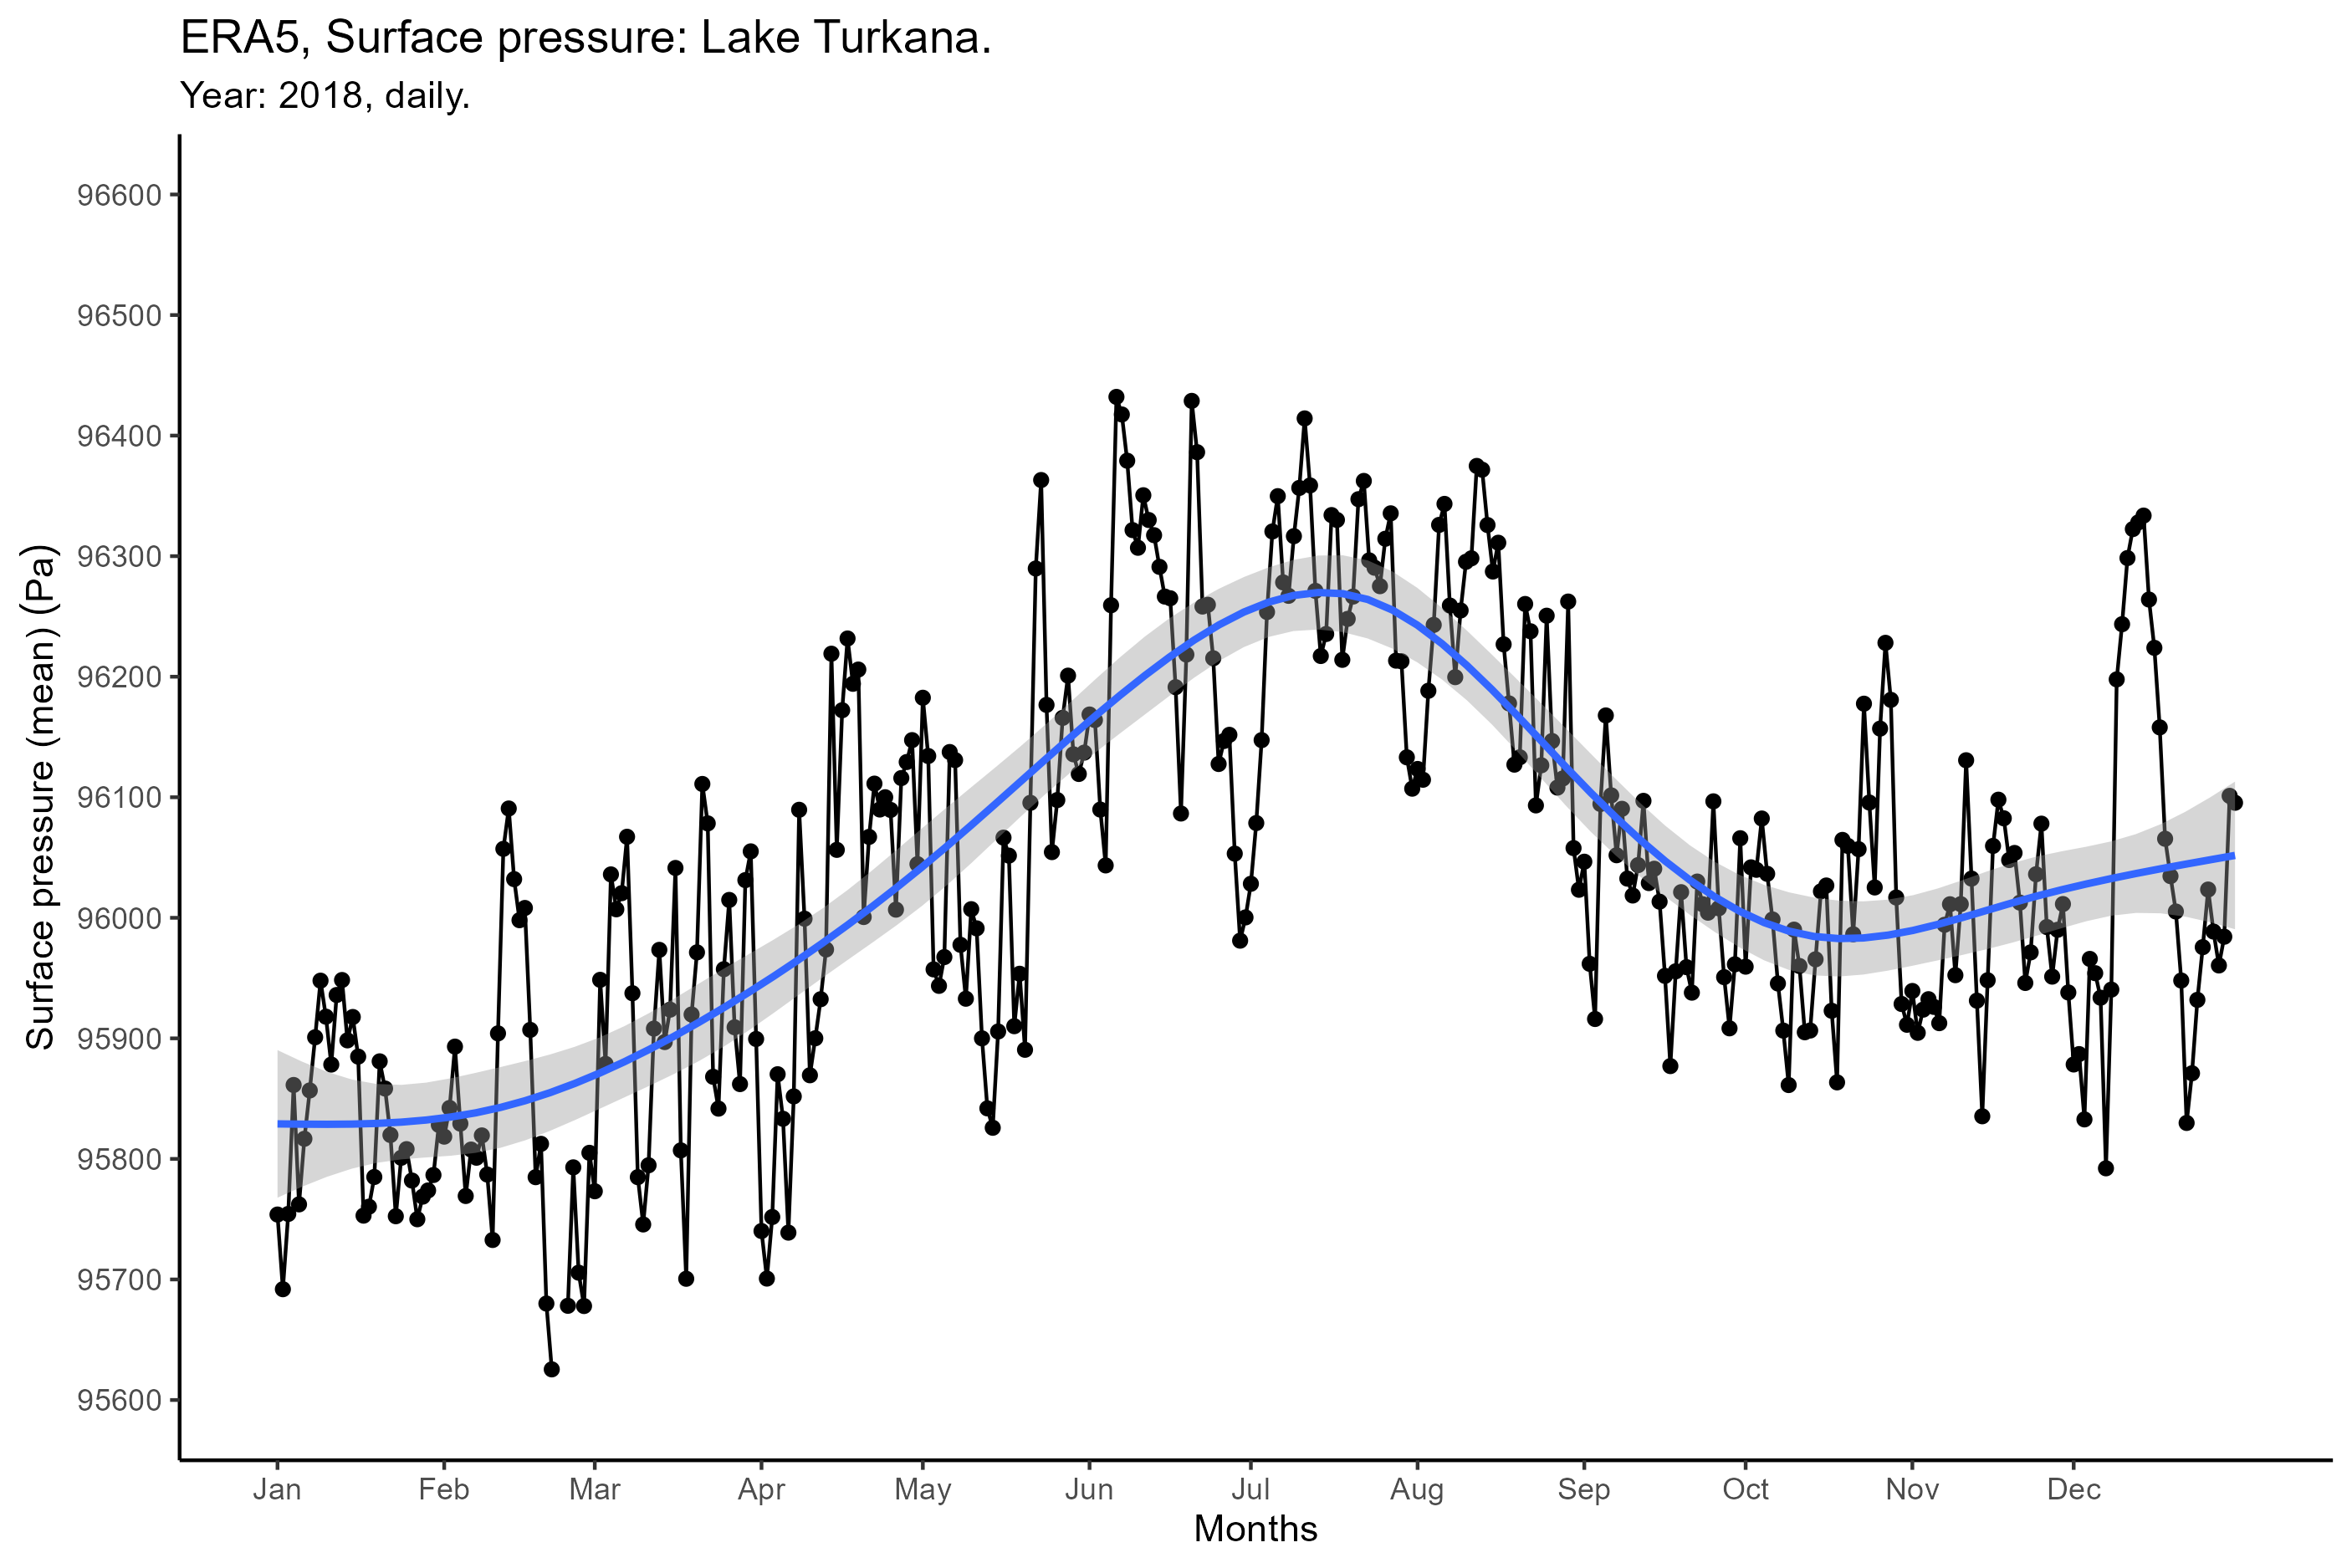 ERA5, Surface pressure: Lake Turkana.
Year: 2018, daily.
Surface pressure (mean) (Pa)
96600
96500
96400
96300
96200
96100
96000
95900
95800
95700
95600
Jan Feb Mar Apr May Jun Jul Aug Sep Oct Nov Dec
Months